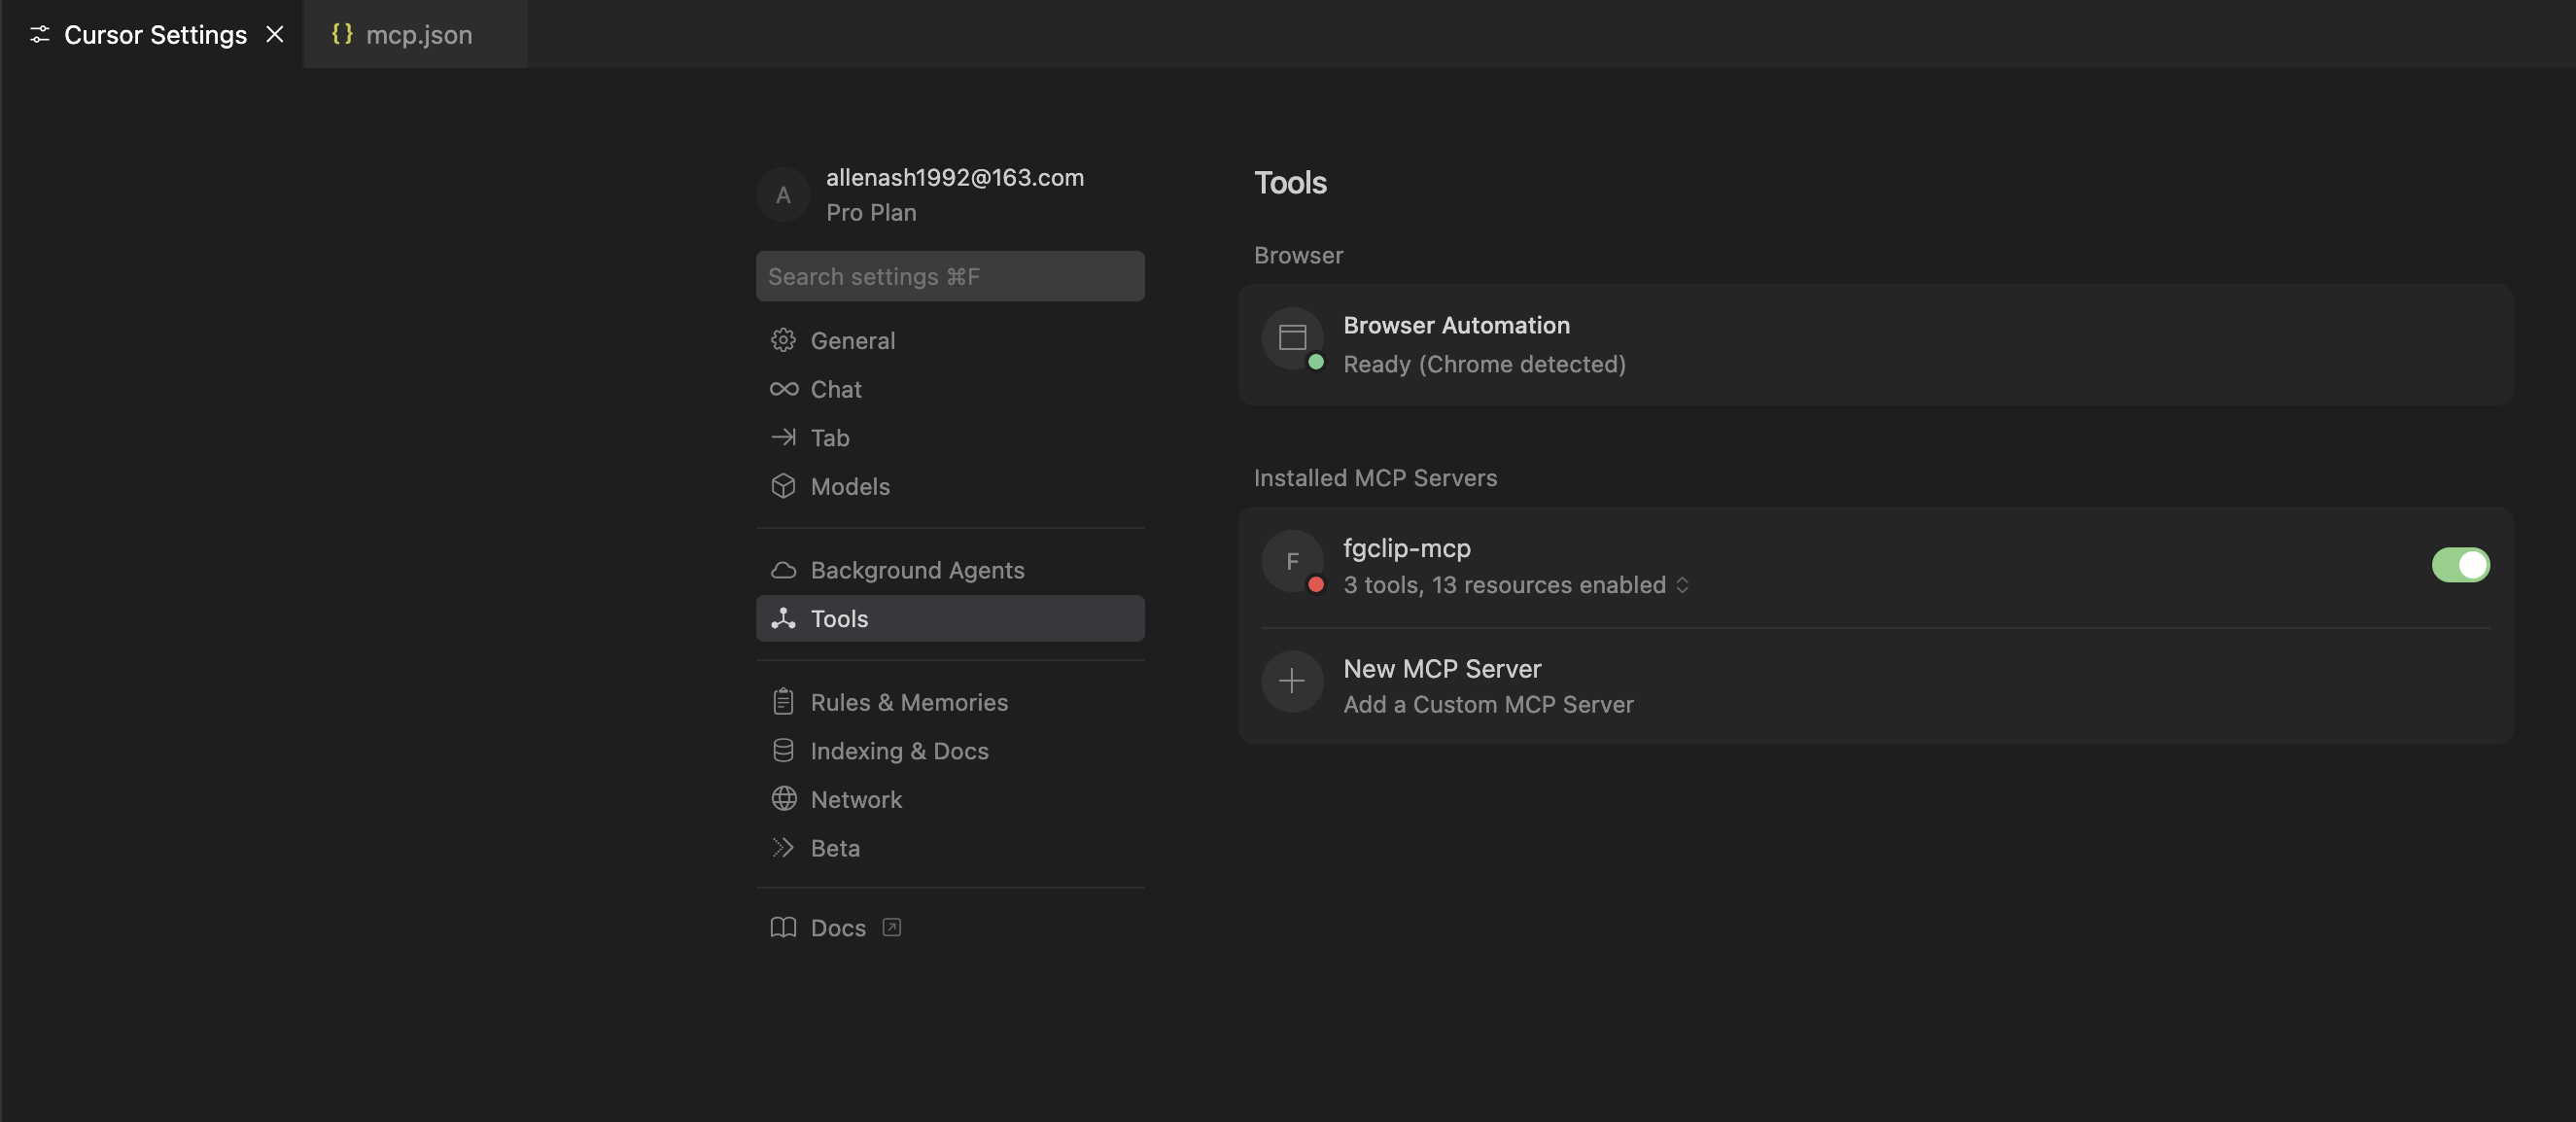 Cursor Settings
mcp.json
A
allenash1992@163.com
Pro Plan
Search settings ⌘F
General
Chat
Tab
Models
Background Agents
Tools
Rules & Memories
Indexing & Docs
Network
Beta
Docs
Tools
Browser
Browser Automation
Ready (Chrome detected)
Installed MCP Servers
F
fgclip-mcp
3 tools, 13 resources enabled
New MCP Server
Add a Custom MCP Server